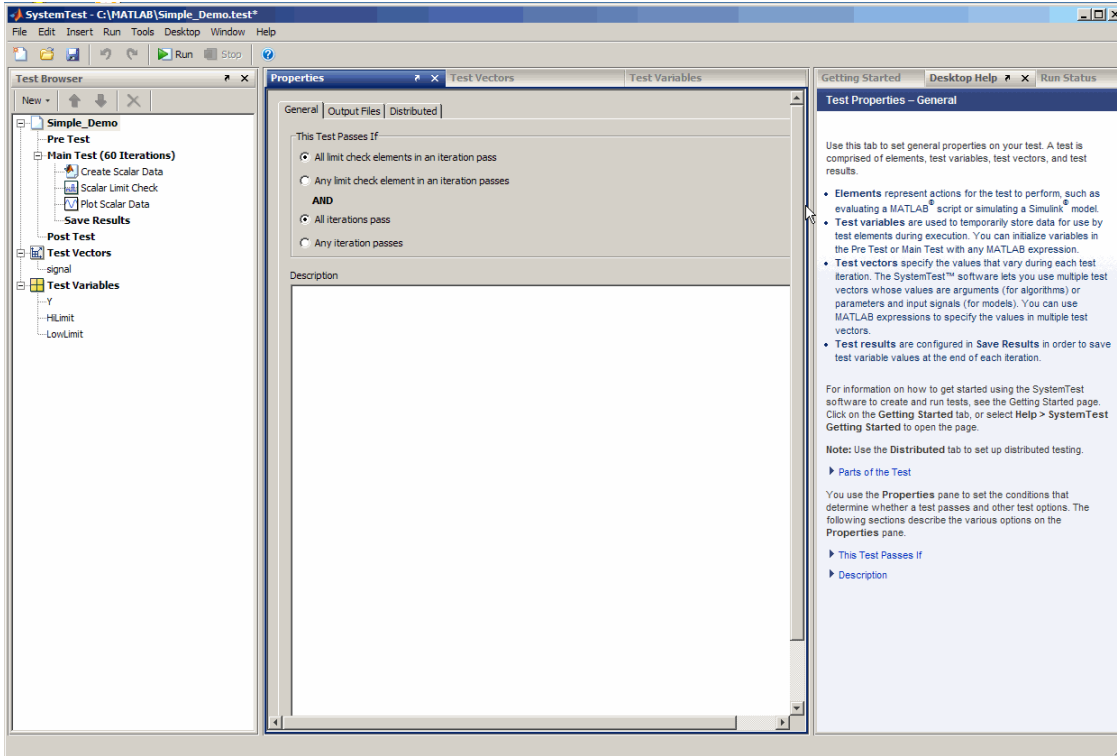 SystemTest - C:\MATLAB\Simple_Demo.test*
File Edit Insert Run Tools Desktop Window Help
Run Stop
Test Browser
New
Simple_Demo
Pre Test
Main Test (60 Iterations)
Create Scalar Data
Scalar Limit Check
Plot Scalar Data
Save Results
Post Test
Test Vectors
signal
Test Variables
Y
HiLimit
LowLimit
Properties Test Vectors Test Variables
General Output Files Distributed
This Test Passes If
All limit check elements in an iteration pass
Any limit check element in an iteration passes
AND
All iterations pass
Any iteration passes
Description
Getting Started Desktop Help Run Status
Test Properties – General
Use this tab to set general properties on your test. A test is
comprised of elements, test variables, test vectors, and test
results.
• Elements represent actions for the test to perform, such as
evaluating a MATLAB® script or simulating a Simulink® model.
• Test variables are used to temporarily store data for use by
test elements during execution. You can initialize variables in
the Pre Test or Main Test with any MATLAB expression.
• Test vectors specify the values that vary during each test
iteration. The SystemTest™ software lets you use multiple test
vectors whose values are arguments (for algorithms) or
parameters and input signals (for models). You can use
MATLAB expressions to specify the values in multiple test
vectors.
• Test results are configured in Save Results in order to save
test variable values at the end of each iteration.
For information on how to get started using the SystemTest
software to create and run tests, see the Getting Started page.
Click on the Getting Started tab, or select Help > SystemTest
Getting Started to open the page.
Note: Use the Distributed tab to set up distributed testing.
Parts of the Test
You use the Properties pane to set the conditions that
determine whether a test passes and other test options. The
following sections describe the various options on the
Properties pane.
This Test Passes If
Description